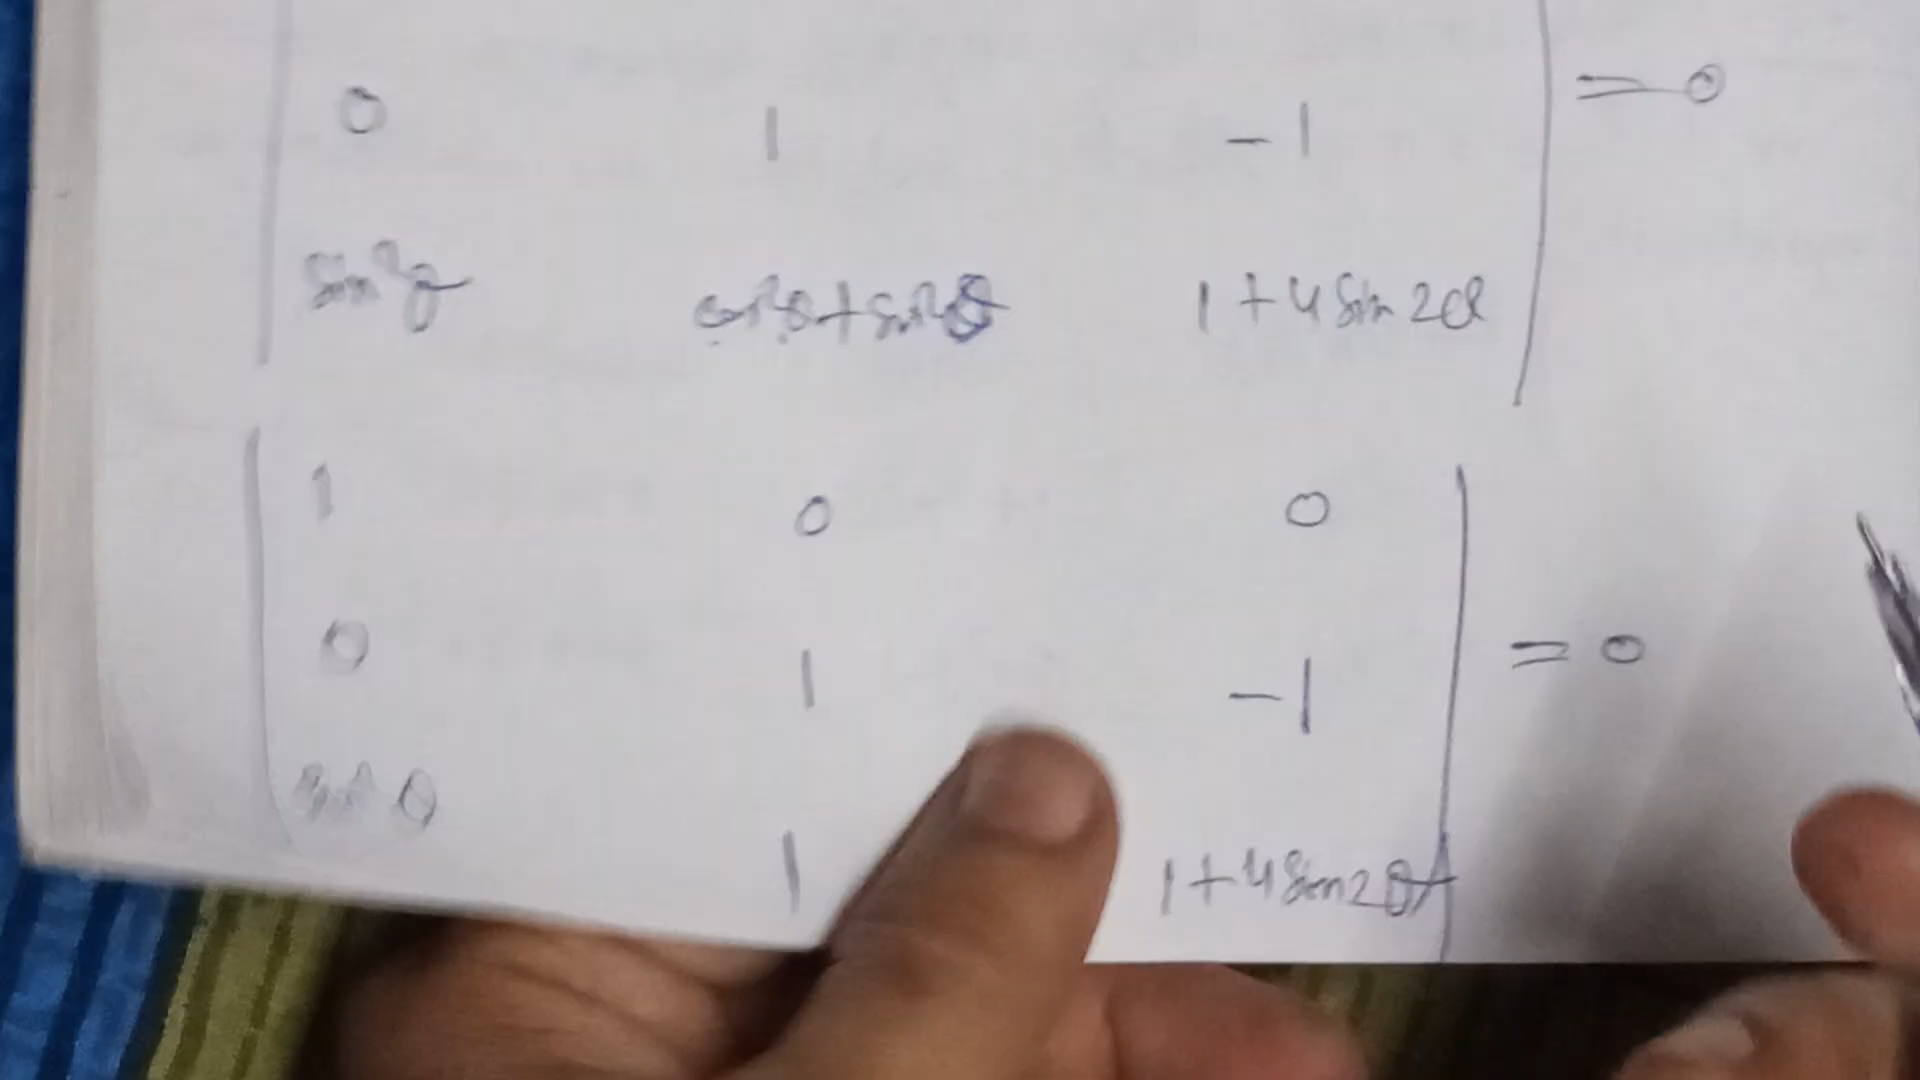 0 1 -1 = 0
sin²θ cos²θ+sin²θ 1+4sin2θ
1 0 0
0 1 -1 = 0
sin²θ 1 1+4sin2θ